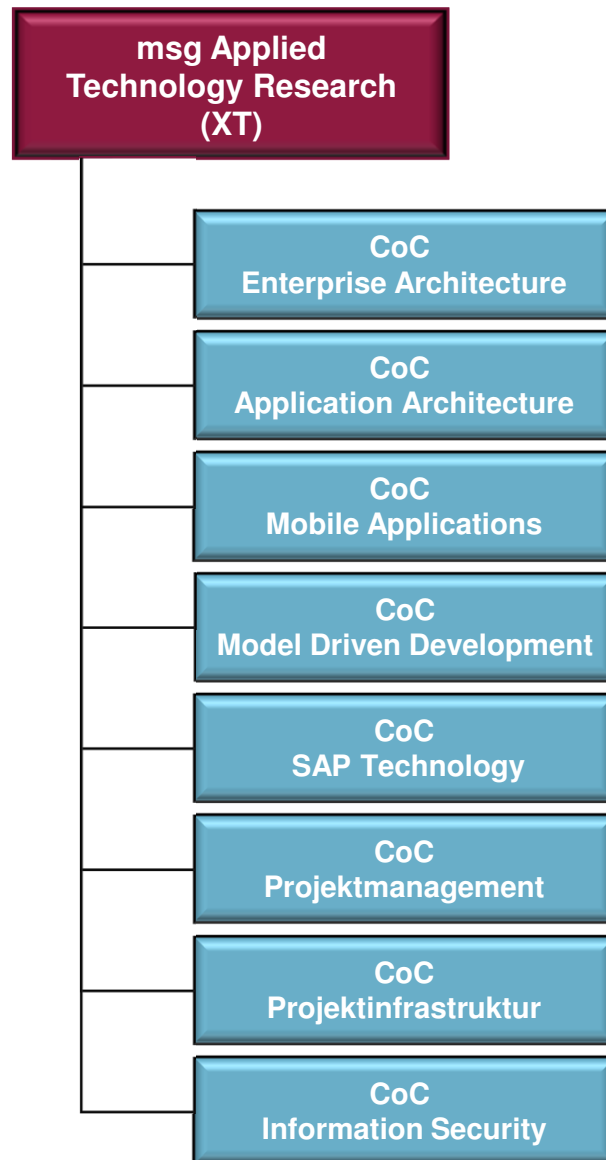 msg Applied
Technology Research
(XT)
CoC
Enterprise Architecture
CoC
Application Architecture
CoC
Mobile Applications
CoC
Model Driven Development
CoC
SAP Technology
CoC
Projektmanagement
CoC
Projektinfrastruktur
CoC
Information Security